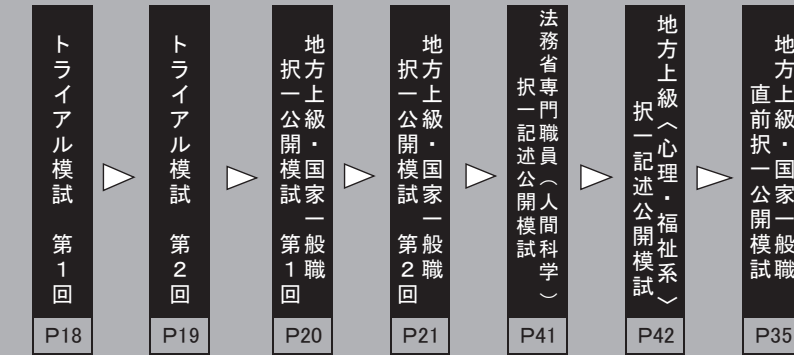 トライアル模試　第1回
P18
トライアル模試　第2回
P19
地方上級・国家一般職
択一公開模試　第1回
P20
地方上級・国家一般職
択一公開模試　第2回
P21
法務省専門職員（人間科学）
択一記述公開模試
P41
地方上級〈心理・福祉系〉
択一記述公開模試
P42
地方上級・国家一般職
直前択一公開模試
P35